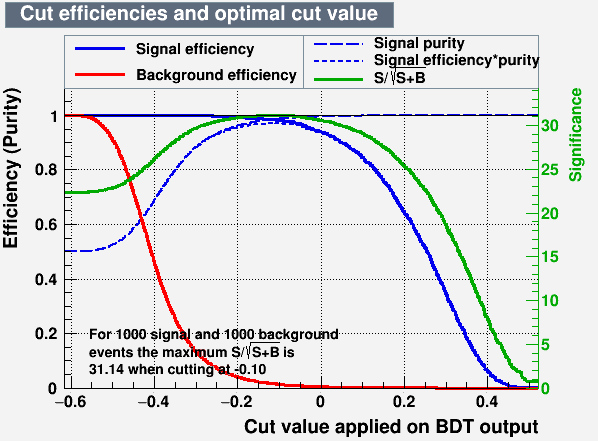 Cut efficiencies and optimal cut value
Signal efficiency
Background efficiency
Signal purity
Signal efficiency*purity
S/√S+B
Efficiency (Purity)
1
0.8
0.6
0.4
0.2
0
Significance
30
25
20
15
10
5
0
For 1000 signal and 1000 background
events the maximum S/√S+B is
31.14 when cutting at -0.10
−0.6 −0.4 −0.2 0 0.2 0.4
Cut value applied on BDT output